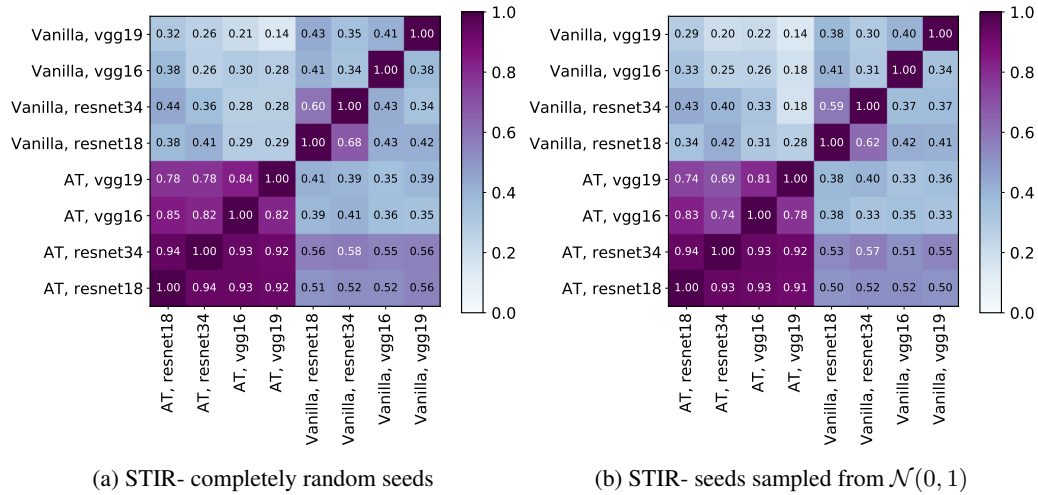 Vanilla, vgg19 0.32 0.26 0.21 0.14 0.43 0.35 0.41 1.00
Vanilla, vgg16 0.38 0.26 0.30 0.28 0.41 0.34 1.00 0.38
Vanilla, resnet34 0.44 0.36 0.28 0.28 0.60 1.00 0.43 0.34
Vanilla, resnet18 0.38 0.41 0.29 0.29 1.00 0.68 0.43 0.42
AT, vgg19 0.78 0.78 0.84 1.00 0.41 0.39 0.35 0.39
AT, vgg16 0.85 0.82 1.00 0.82 0.39 0.41 0.36 0.35
AT, resnet34 0.94 1.00 0.93 0.92 0.56 0.58 0.55 0.56
AT, resnet18 1.00 0.94 0.93 0.92 0.51 0.52 0.52 0.56
AT, resnet18
AT, resnet34
AT, vgg16
AT, vgg19
Vanilla, resnet18
Vanilla, resnet34
Vanilla, vgg16
Vanilla, vgg19
1.0
0.8
0.6
0.4
0.2
0.0
(a) STIR- completely random seeds
Vanilla, vgg19 0.29 0.20 0.22 0.14 0.38 0.30 0.40 1.00
Vanilla, vgg16 0.33 0.25 0.26 0.18 0.41 0.31 1.00 0.34
Vanilla, resnet34 0.43 0.40 0.33 0.18 0.59 1.00 0.37 0.37
Vanilla, resnet18 0.34 0.42 0.31 0.28 1.00 0.62 0.42 0.41
AT, vgg19 0.74 0.69 0.81 1.00 0.38 0.40 0.33 0.36
AT, vgg16 0.83 0.74 1.00 0.78 0.38 0.33 0.35 0.33
AT, resnet34 0.94 1.00 0.93 0.92 0.53 0.57 0.51 0.55
AT, resnet18 1.00 0.93 0.93 0.91 0.50 0.52 0.52 0.50
AT, resnet18
AT, resnet34
AT, vgg16
AT, vgg19
Vanilla, resnet18
Vanilla, resnet34
Vanilla, vgg16
Vanilla, vgg19
1.0
0.8
0.6
0.4
0.2
0.0
(b) STIR- seeds sampled from 𝒩(0, 1)